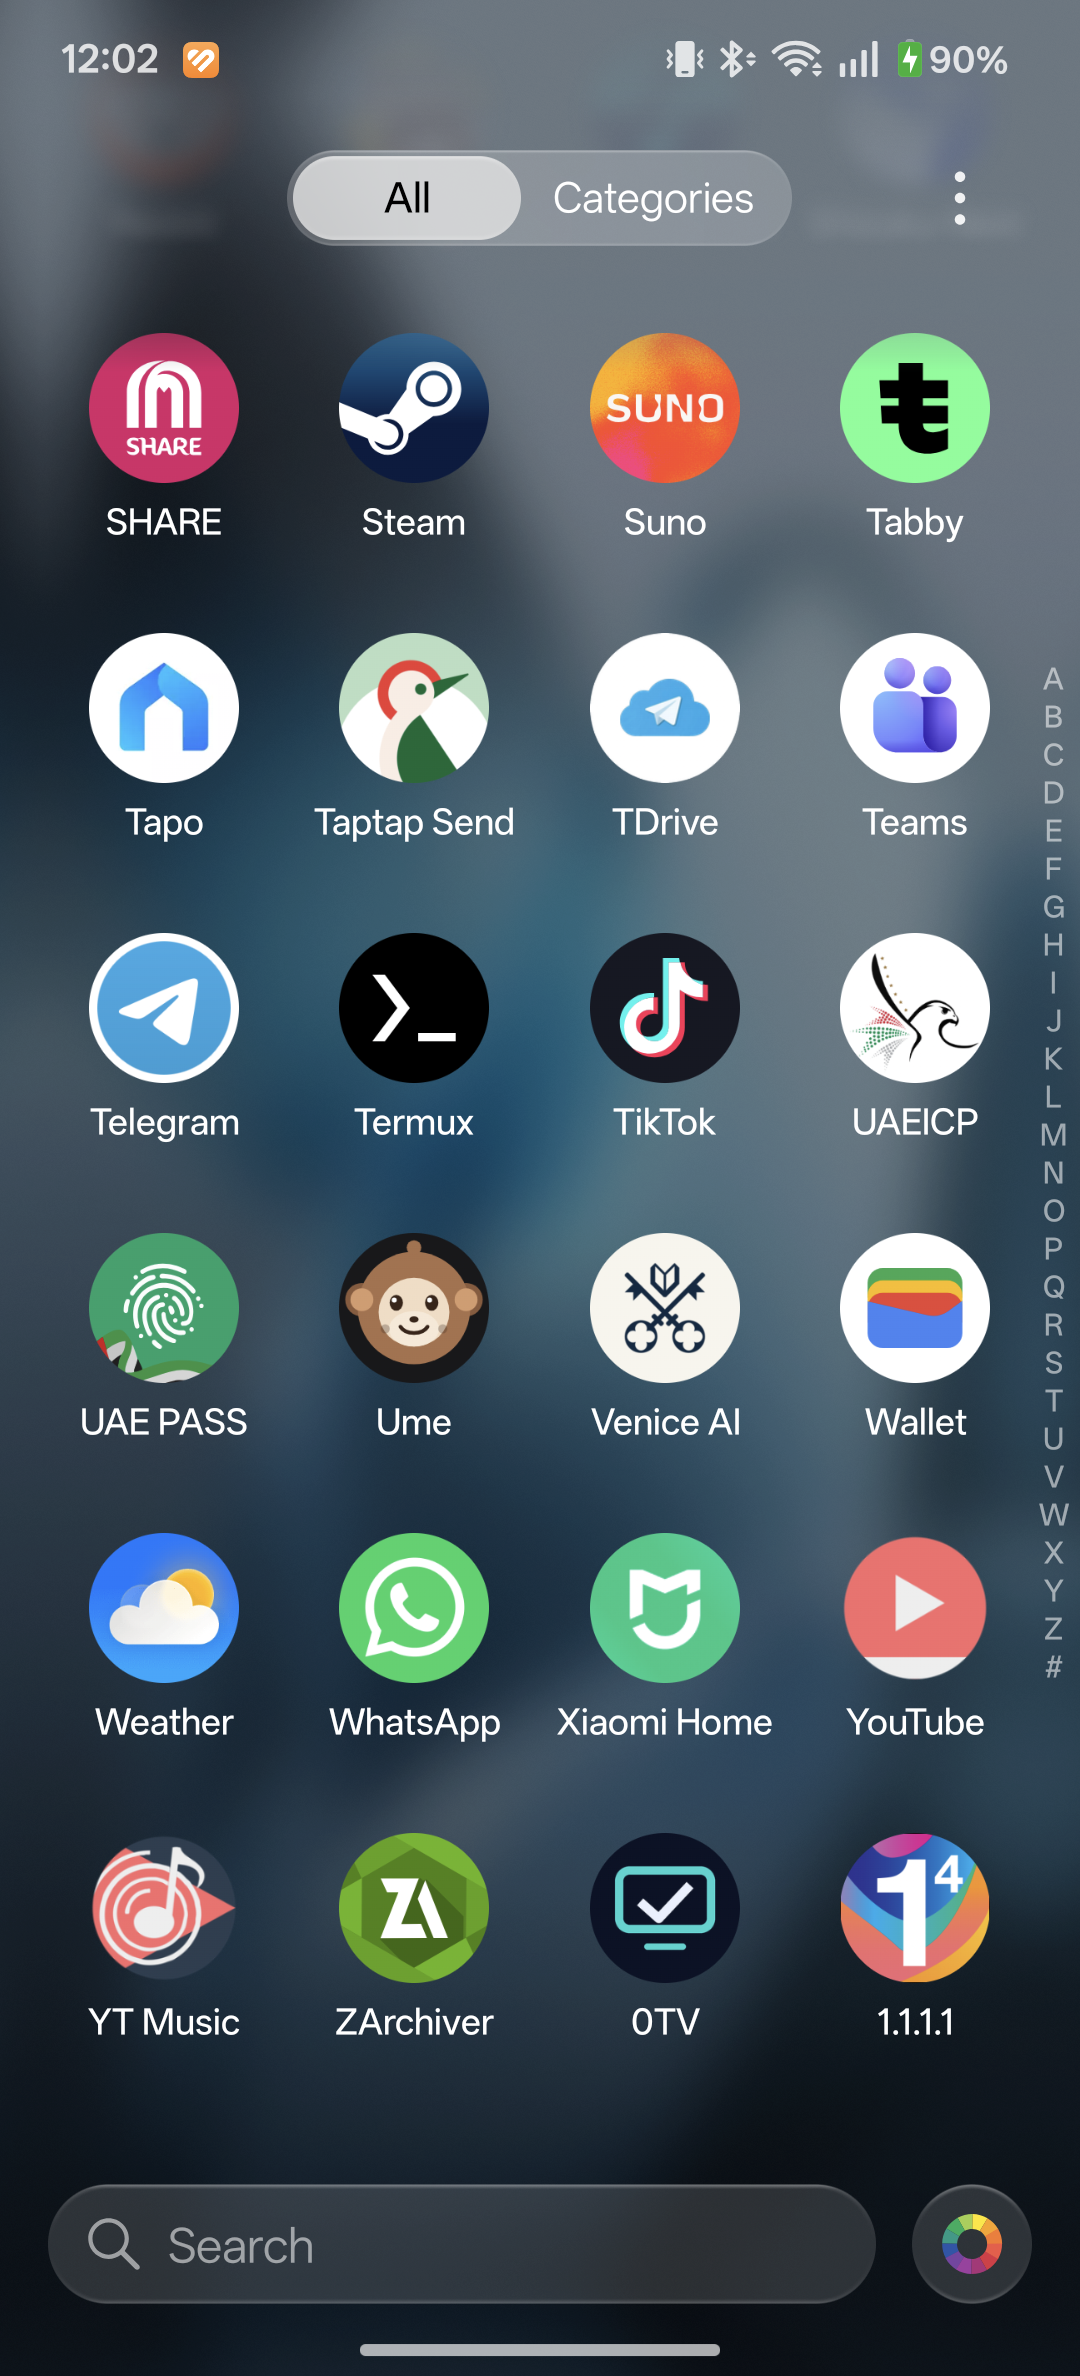 12:02
90%
All
Categories
SHARE
SUNO
t
SHARE
Steam
Suno
Tabby
Tapo
Taptap Send
TDrive
Teams
Telegram
Termux
TikTok
UAEICP
UAE PASS
Ume
Venice AI
Wallet
Weather
WhatsApp
Xiaomi Home
YouTube
ZA
1⁴
YT Music
ZArchiver
0TV
1.1.1.1
A
B
C
D
E
F
G
H
I
J
K
L
M
N
O
P
Q
R
S
T
U
V
W
X
Y
Z
#
Search